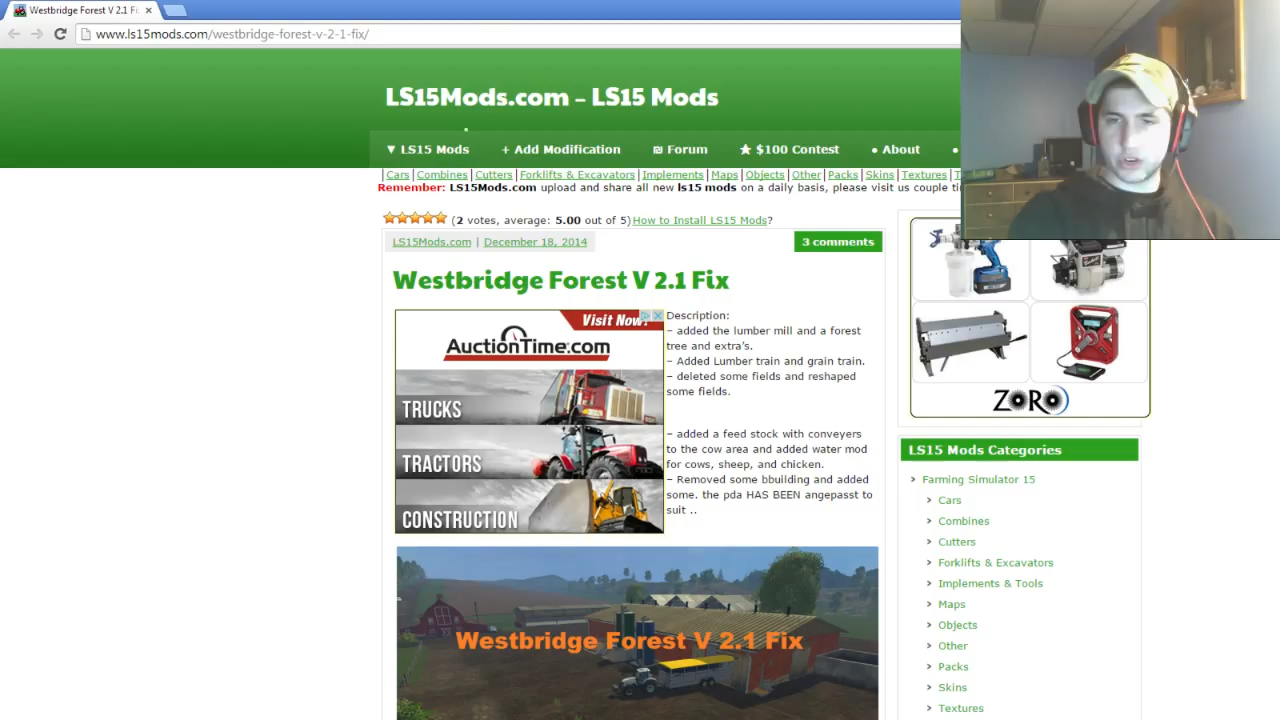 Westbridge Forest V 2.1 Fi
www.ls15mods.com/westbridge-forest-v-2-1-fix/
LS15Mods.com – LS15 Mods
▼ LS15 Mods + Add Modification Forum ★ $100 Contest ● About ●
| Cars | Combines | Cutters | Forklifts & Excavators | Implements | Maps | Objects | Other | Packs | Skins | Textures |
Remember: LS15Mods.com upload and share all new ls15 mods on a daily basis, please visit us couple
(2 votes, average: 5.00 out of 5)How to Install LS15 Mods?
LS15Mods.com | December 18, 2014
3 comments
Westbridge Forest V 2.1 Fix
Visit Now!
AuctionTime.com
TRUCKS
TRACTORS
CONSTRUCTION
Description:
– added the lumber mill and a forest
tree and extra’s.
– Added Lumber train and grain train.
– deleted some fields and reshaped
some fields.
– added a feed stock with conveyers
to the cow area and added water mod
for cows, sheep, and chicken.
– Removed some bbuilding and added
some. the pda HAS BEEN angepasst to
suit ..
Westbridge Forest V 2.1 Fix
ZORO
LS15 Mods Categories
Farming Simulator 15
Cars
Combines
Cutters
Forklifts & Excavators
Implements & Tools
Maps
Objects
Other
Packs
Skins
Textures